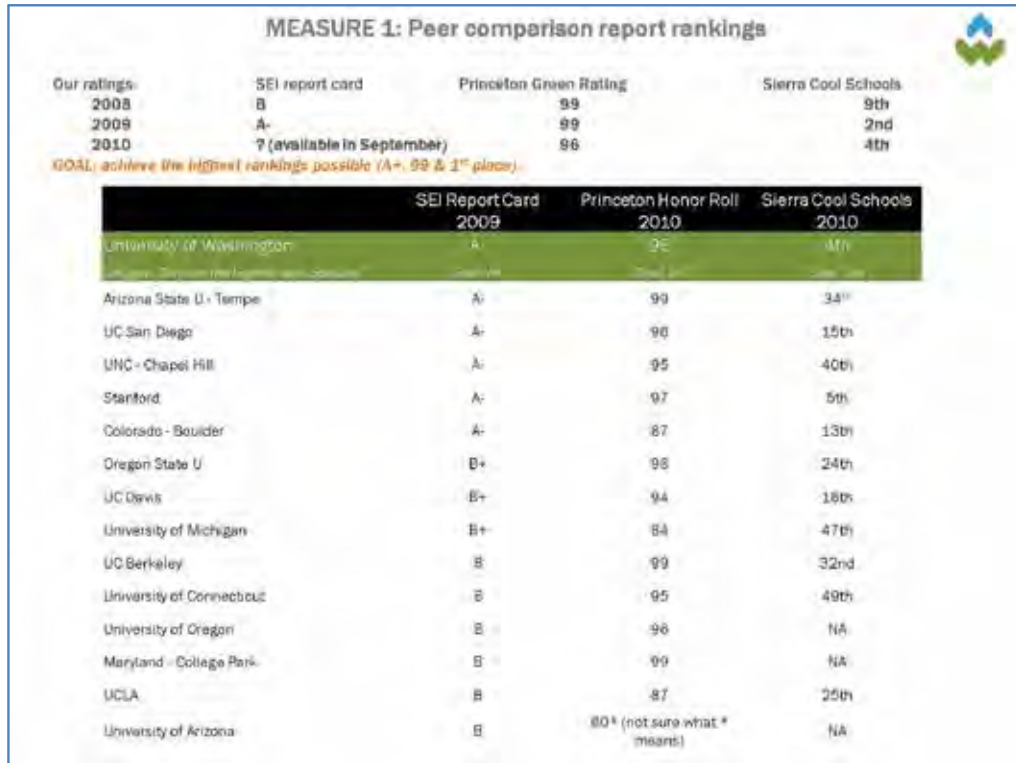 MEASURE 1: Peer comparison report rankings
Our ratings: SEI report card Princeton Green Rating Sierra Cool Schools
2008 B 99 9th
2009 A- 99 2nd
2010 ? (available in September) 96 4th
GOAL: achieve the highest rankings possible (A+, 99 & 1st place)
SEI Report Card Princeton Honor Roll Sierra Cool Schools
2009 2010 2010
University of Washington A- 96 4th
Arizona State U - Tempe A- 99 34th
UC San Diego A- 15th
UNC - Chapel Hill A- 95 40th
Stanford A- 97 5th
Colorado - Boulder A- 87 13th
Oregon State U B+ 24th
UC Davis B+ 94
University of Michigan B+ 84 47th
UC Berkeley B 99 32nd
University of Connecticut B 95 49th
University of Oregon B NA
Maryland - College Park B 99 NA
UCLA B 87 25th
University of Arizona B (not sure what * means) NA